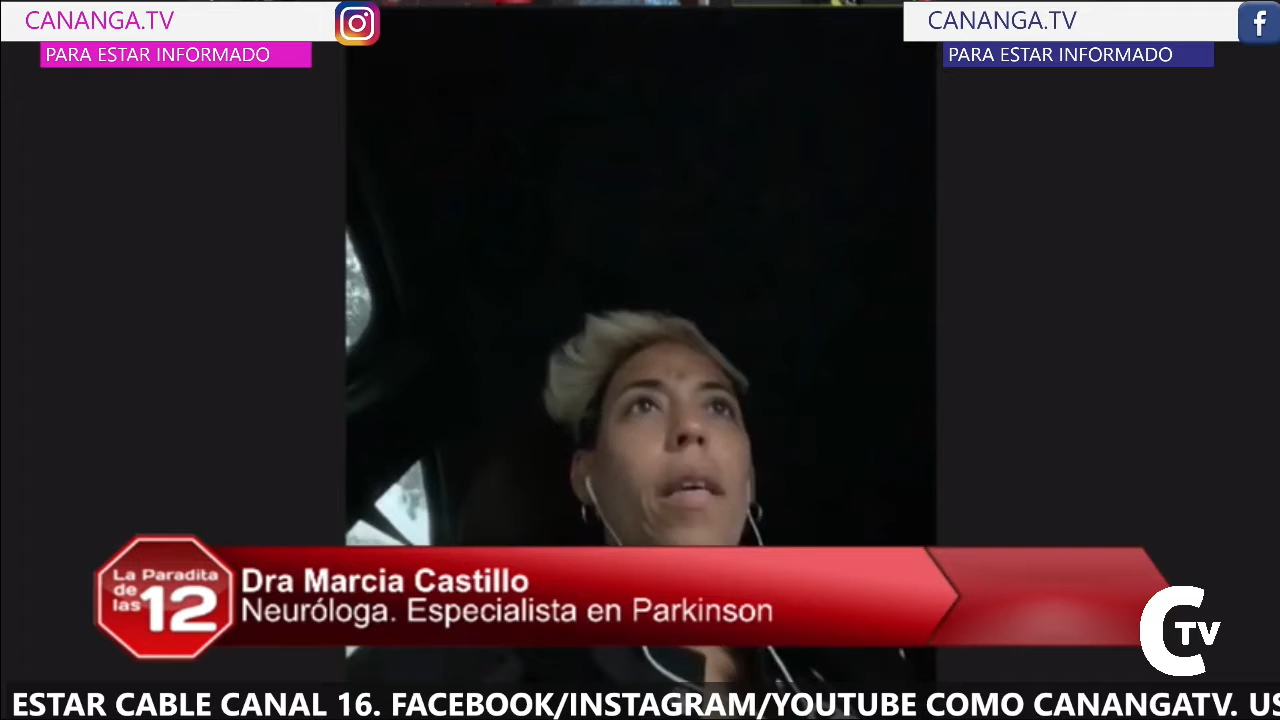 CANANGA.TV
PARA ESTAR INFORMADO
CANANGA.TV
PARA ESTAR INFORMADO
La Paradita
de
las 12
Dra Marcia Castillo
Neuróloga. Especialista en Parkinson
C TV
ESTAR CABLE CANAL 16. FACEBOOK/INSTAGRAM/YOUTUBE COMO CANANGATV. US